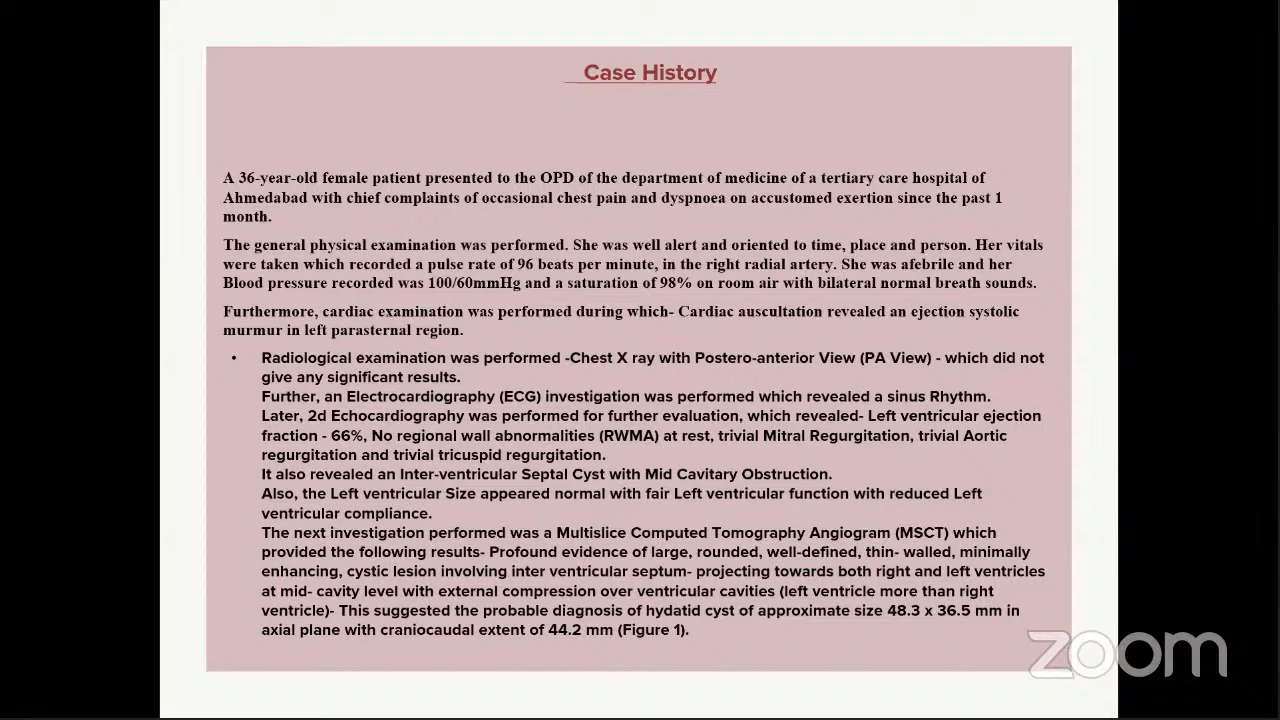 Case History
A 36-year-old female patient presented to the OPD of the department of medicine of a tertiary care hospital of
Ahmedabad with chief complaints of occasional chest pain and dyspnoea on accustomed exertion since the past 1
month.
The general physical examination was performed. She was well alert and oriented to time, place and person. Her vitals
were taken which recorded a pulse rate of 96 beats per minute, in the right radial artery. She was afebrile and her
Blood pressure recorded was 100/60mmHg and a saturation of 98% on room air with bilateral normal breath sounds.
Furthermore, cardiac examination was performed during which- Cardiac auscultation revealed an ejection systolic
murmur in left parasternal region.
• Radiological examination was performed -Chest X ray with Postero-anterior View (PA View) - which did not
give any significant results.
Further, an Electrocardiography (ECG) investigation was performed which revealed a sinus Rhythm.
Later, 2d Echocardiography was performed for further evaluation, which revealed- Left ventricular ejection
fraction - 66%, No regional wall abnormalities (RWMA) at rest, trivial Mitral Regurgitation, trivial Aortic
regurgitation and trivial tricuspid regurgitation.
It also revealed an Inter-ventricular Septal Cyst with Mid Cavitary Obstruction.
Also, the Left ventricular Size appeared normal with fair Left ventricular function with reduced Left
ventricular compliance.
The next investigation performed was a Multislice Computed Tomography Angiogram (MSCT) which
provided the following results- Profound evidence of large, rounded, well-defined, thin- walled, minimally
enhancing, cystic lesion involving inter ventricular septum- projecting towards both right and left ventricles
at mid- cavity level with external compression over ventricular cavities (left ventricle more than right
ventricle)- This suggested the probable diagnosis of hydatid cyst of approximate size 48.3 x 36.5 mm in
axial plane with craniocaudal extent of 44.2 mm (Figure 1).
zoom